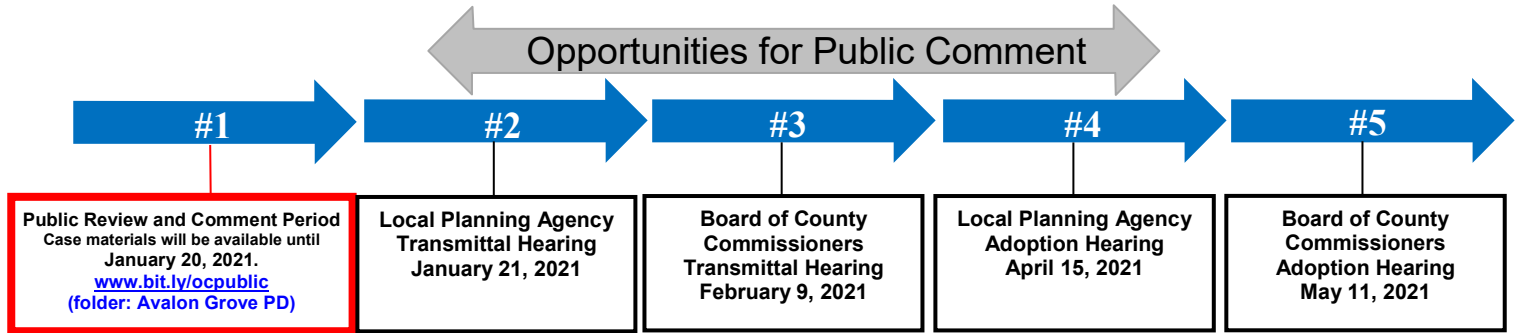 Opportunities for Public Comment
#1
#2
#3
#4
#5
Public Review and Comment Period
Case materials will be available until
January 20, 2021.
www.bit.ly/ocpublic
(folder: Avalon Grove PD)
Local Planning Agency
Transmittal Hearing
January 21, 2021
Board of County
Commissioners
Transmittal Hearing
February 9, 2021
Local Planning Agency
Adoption Hearing
April 15, 2021
Board of County
Commissioners
Adoption Hearing
May 11, 2021